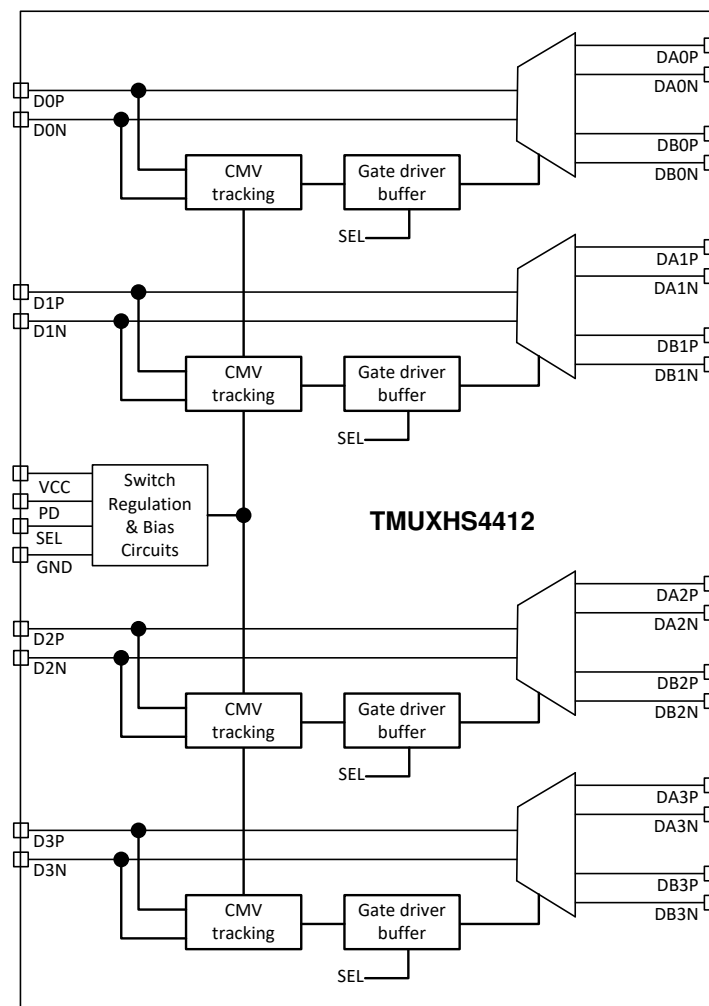 DA0P
DA0N
D0P
D0N
DB0P
DB0N
CMV
tracking
Gate driver
buffer
SEL
DA1P
DA1N
D1P
D1N
DB1P
DB1N
CMV
tracking
Gate driver
buffer
SEL
VCC
PD
SEL
GND
Switch
Regulation
& Bias
Circuits
TMUXHS4412
DA2P
DA2N
D2P
D2N
DB2P
DB2N
CMV
tracking
Gate driver
buffer
SEL
DA3P
DA3N
D3P
D3N
DB3P
DB3N
CMV
tracking
Gate driver
buffer
SEL